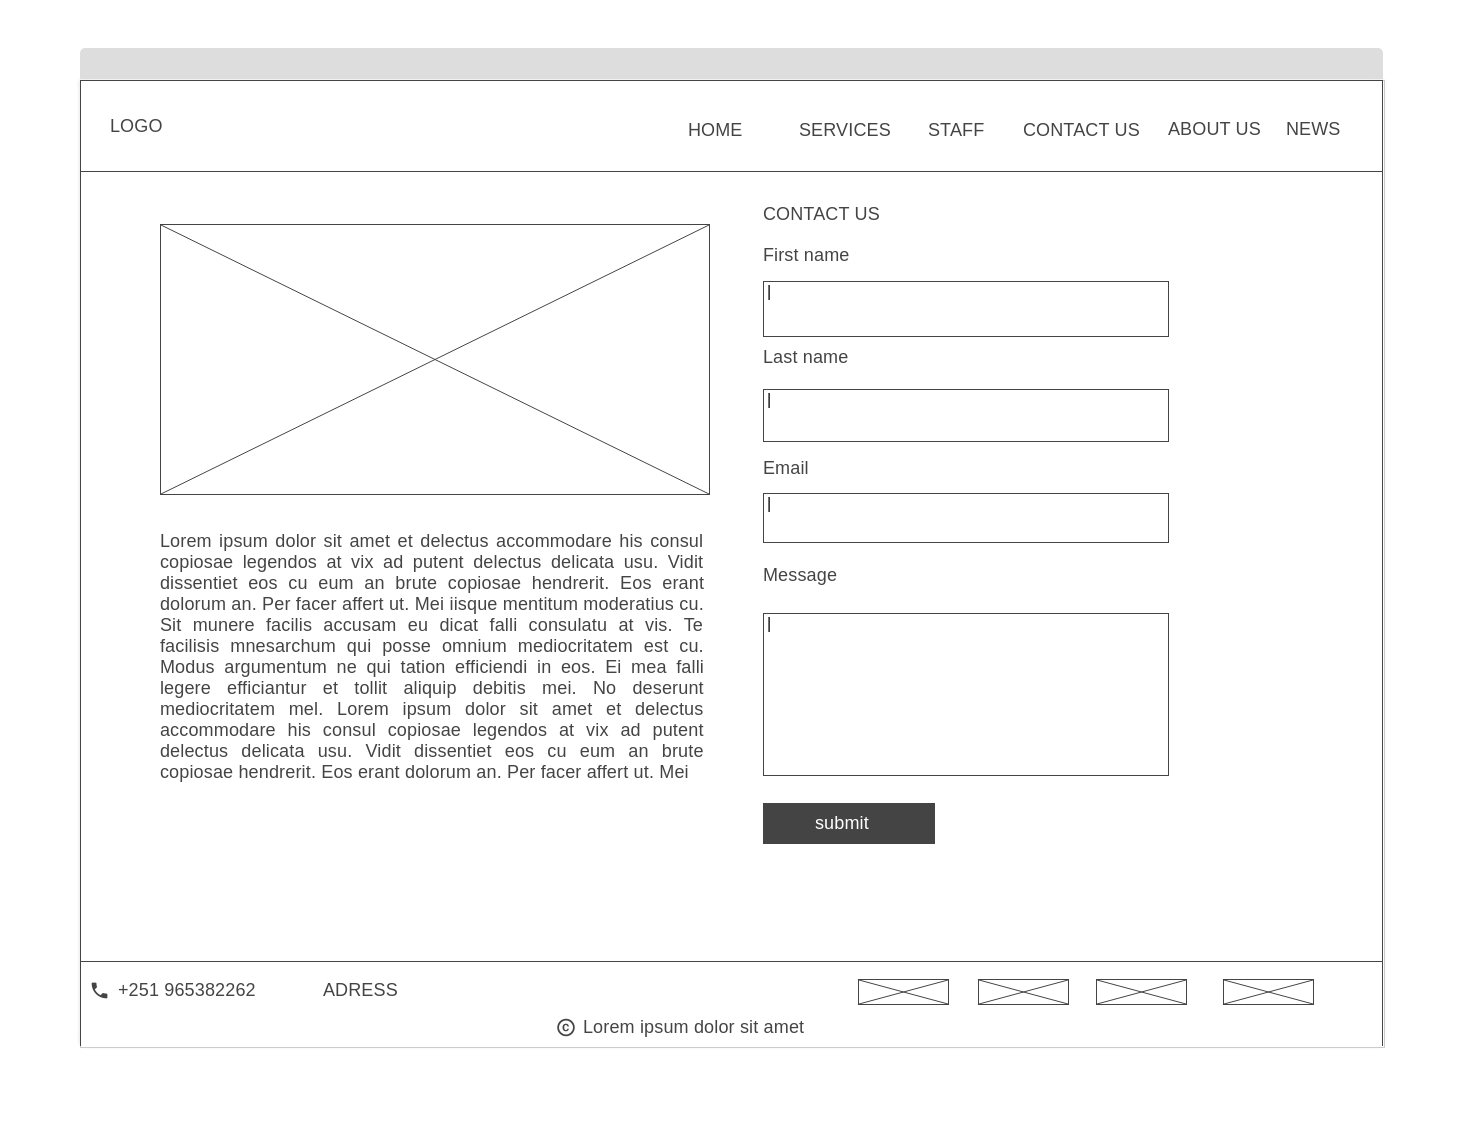 LOGO
HOME SERVICES STAFF CONTACT US ABOUT US NEWS
Lorem ipsum dolor sit amet et delectus accommodare his consul
copiosae legendos at vix ad putent delectus delicata usu. Vidit
dissentiet eos cu eum an brute copiosae hendrerit. Eos erant
dolorum an. Per facer affert ut. Mei iisque mentitum moderatius cu.
Sit munere facilis accusam eu dicat falli consulatu at vis. Te
facilisis mnesarchum qui posse omnium mediocritatem est cu.
Modus argumentum ne qui tation efficiendi in eos. Ei mea falli
legere efficiantur et tollit aliquip debitis mei. No deserunt
mediocritatem mel. Lorem ipsum dolor sit amet et delectus
accommodare his consul copiosae legendos at vix ad putent
delectus delicata usu. Vidit dissentiet eos cu eum an brute
copiosae hendrerit. Eos erant dolorum an. Per facer affert ut. Mei
CONTACT US
First name
Last name
Email
Message
submit
+251 965382262
ADRESS
© Lorem ipsum dolor sit amet